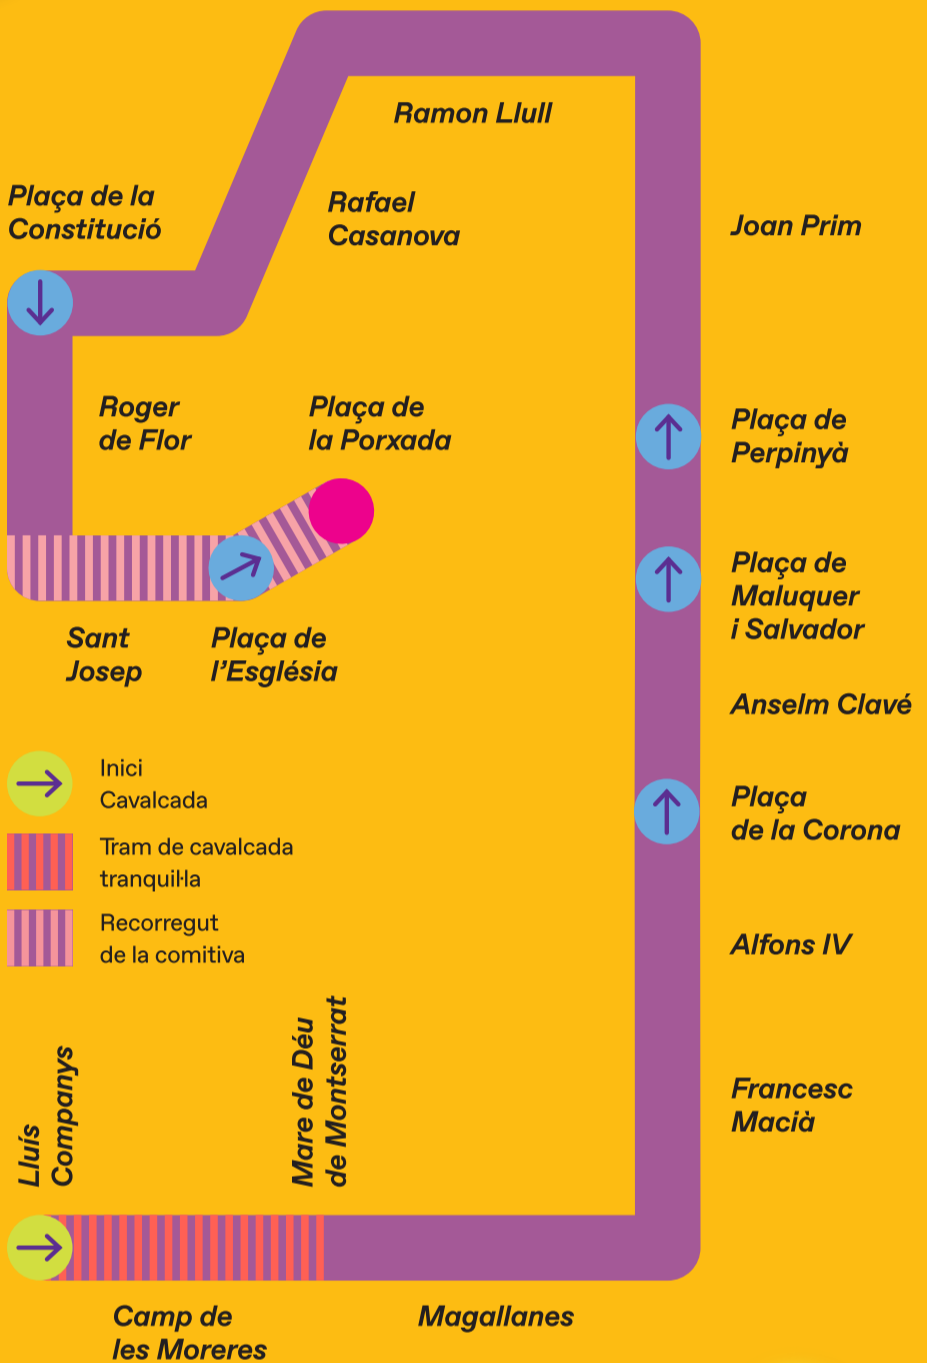 Ramon Llull
Plaça de la
Constitució
Rafael
Casanova
Joan Prim
Roger
de Flor
Plaça de
la Porxada
Plaça de
Perpinyà
Plaça de
Maluquer
i Salvador
Sant
Josep
Plaça de
l’Església
Anselm Clavé
Inici
Cavalcada
Plaça
de la Corona
Tram de cavalcada
tranquil·la
Recorregut
de la comitiva
Alfons IV
Lluís
Companys
Mare de Déu
de Montserrat
Francesc
Macià
Camp de
les Moreres
Magallanes